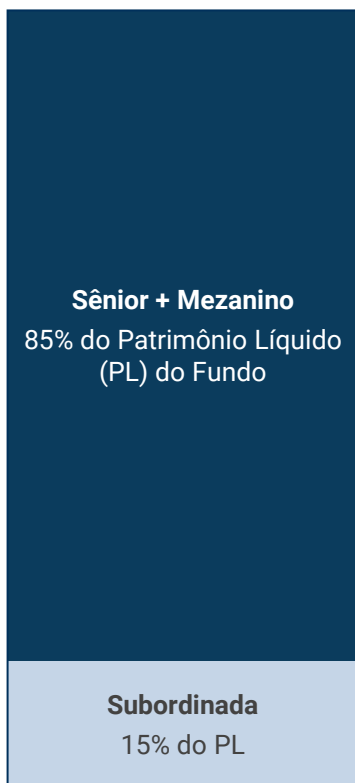 Sênior + Mezanino
85% do Patrimônio Líquido
(PL) do Fundo
Subordinada
15% do PL